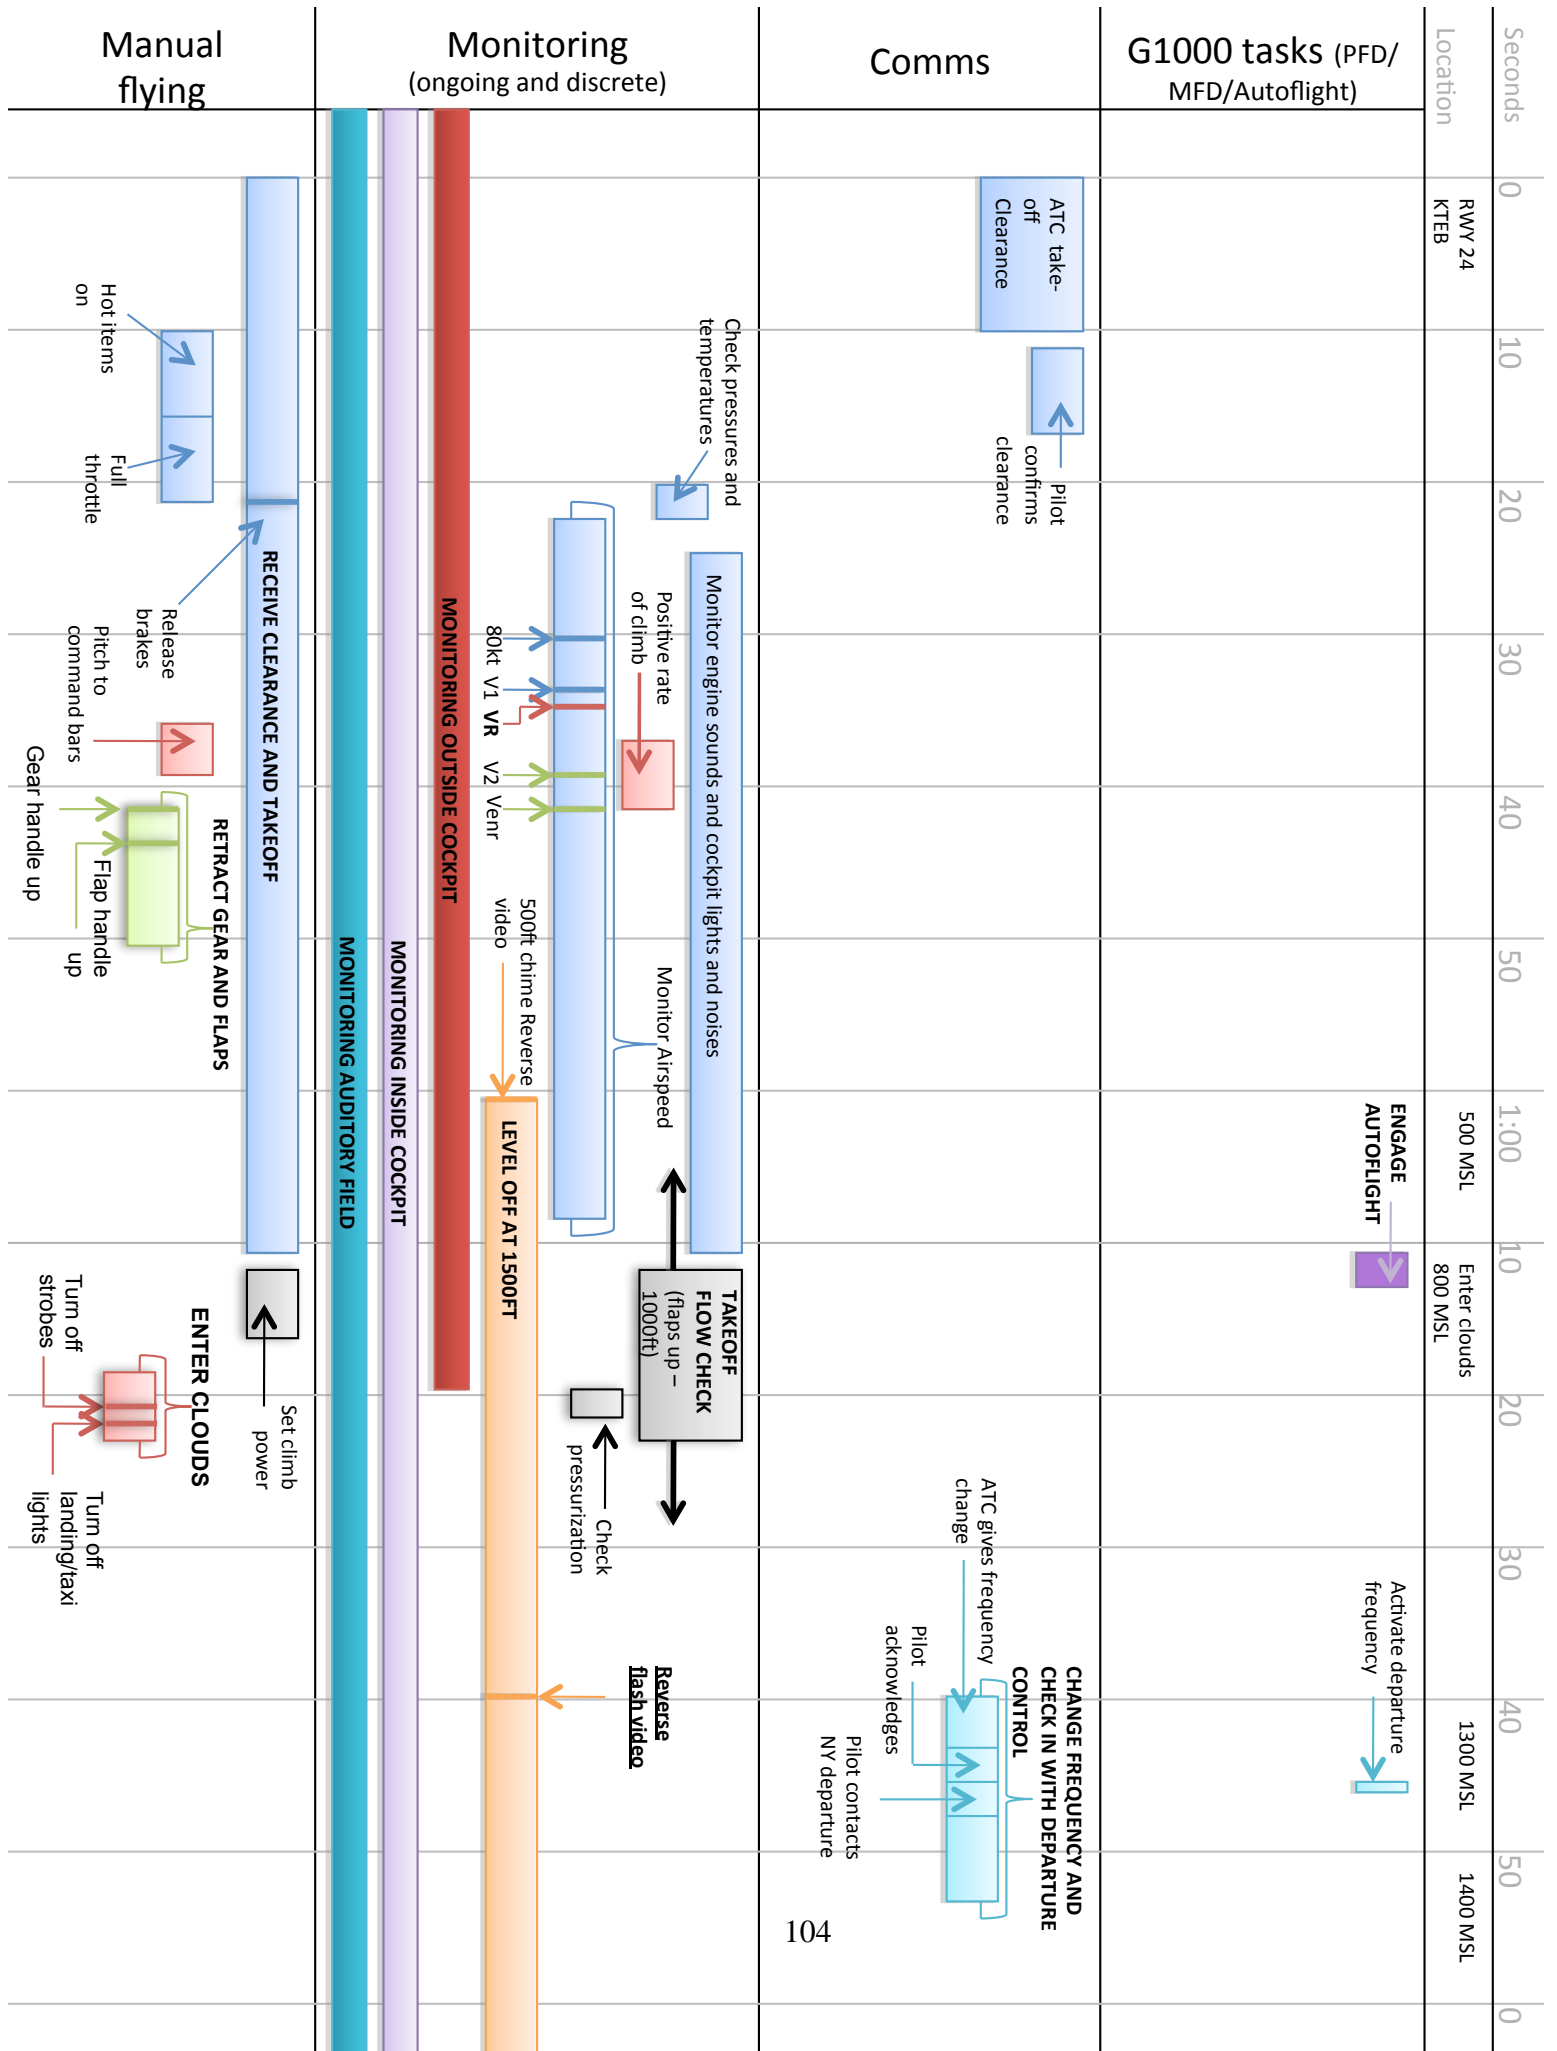 Seconds
0
10
20
30
40
50
1:00
10
20
30
40
50
0
Location
RWY 24
KTEB
500 MSL
Enter clouds
800 MSL
1300 MSL
1400 MSL
G1000 tasks (PFD/
MFD/Autoflight)
ENGAGE
AUTOFLIGHT
Activate departure
frequency
Comms
ATC take-
off
Clearance
Pilot
confirms
clearance
ATC gives frequency
change
Pilot
acknowledges
Pilot contacts
NY departure
CHANGE FREQUENCY AND
CHECK IN WITH DEPARTURE
CONTROL
Monitoring
(ongoing and discrete)
Check pressures and
temperatures
Monitor engine sounds and cockpit lights and noises
Positive rate
of climb
Monitor Airspeed
80kt
V1
VR
V2
Venr
500ft chime Reverse
video
TAKEOFF
FLOW CHECK
(flaps up –
1000ft)
Check
pressurization
Reverse
flash video
LEVEL OFF AT 1500FT
MONITORING OUTSIDE COCKPIT
MONITORING INSIDE COCKPIT
MONITORING AUDITORY FIELD
Manual
flying
RECEIVE CLEARANCE AND TAKEOFF
Hot items
on
Full
throttle
Release
brakes
Pitch to
command bars
Gear handle up
Flap handle
up
RETRACT GEAR AND FLAPS
Set climb
power
ENTER CLOUDS
Turn off
strobes
Turn off
landing/taxi
lights
104